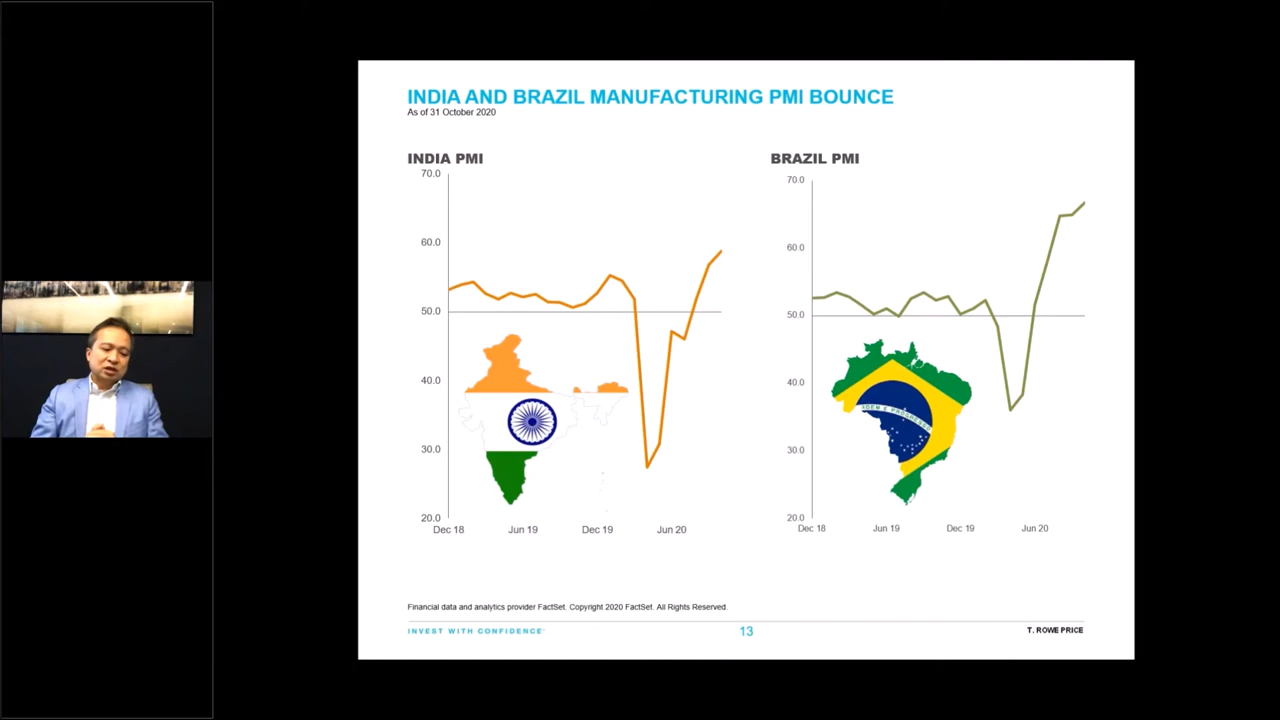 INDIA AND BRAZIL MANUFACTURING PMI BOUNCE
As of 31 October 2020
INDIA PMI
70.0
60.0
50.0
40.0
30.0
20.0
Dec 18 Jun 19 Dec 19 Jun 20
BRAZIL PMI
70.0
60.0
50.0
40.0
30.0
20.0
Dec 18 Jun 19 Dec 19 Jun 20
Financial data and analytics provider FactSet. Copyright 2020 FactSet. All Rights Reserved.
INVEST WITH CONFIDENCE
13
T. ROWE PRICE